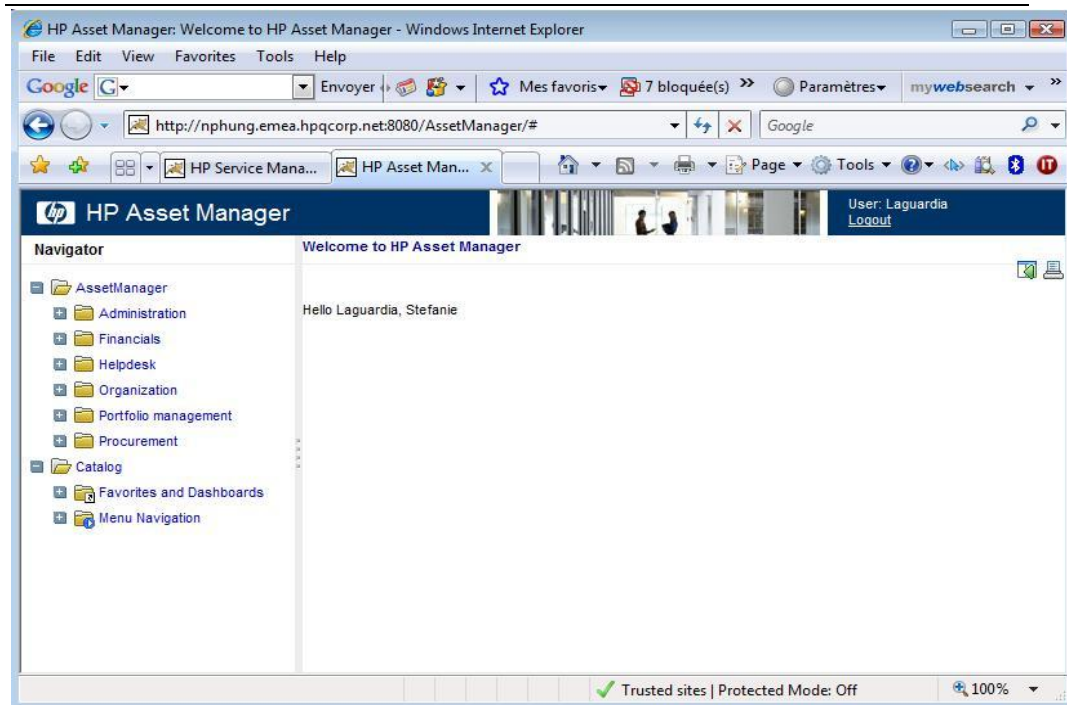 HP Asset Manager: Welcome to HP Asset Manager - Windows Internet Explorer
File Edit View Favorites Tools Help
Google G Envoyer Mes favoris 7 bloquée(s) » Paramètres mywebsearch »
http://nphung.emea.hpqcorp.net:8080/AssetManager/# Google
HP Service Mana... HP Asset Man... Page Tools
hp HP Asset Manager
User: Laguardia
Logout
Navigator
Welcome to HP Asset Manager
AssetManager
Administration
Hello Laguardia, Stefanie
Financials
Helpdesk
Organization
Portfolio management
Procurement
Catalog
Favorites and Dashboards
Menu Navigation
Trusted sites | Protected Mode: Off 100%